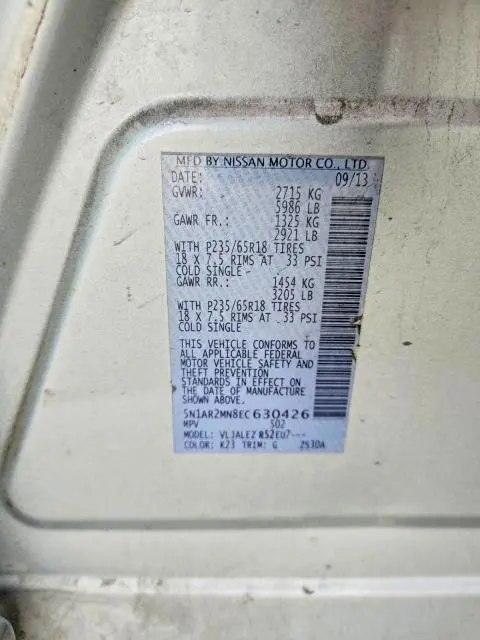 MFD BY NISSAN MOTOR CO., LTD.
DATE: 09/13
GVWR: 2715 KG
5986 LB
GAWR FR.: 1325 KG
2921 LB
WITH P235/65R18 TIRES
18 X 7.5 RIMS AT 33 PSI
COLD SINGLE
GAWR RR.: 1454 KG
3205 LB
WITH P235/65R18 TIRES
18 X 7.5 RIMS AT 33 PSI
COLD SINGLE
THIS VEHICLE CONFORMS TO
ALL APPLICABLE FEDERAL
MOTOR VEHICLE SAFETY AND
THEFT PREVENTION
STANDARDS IN EFFECT ON
THE DATE OF MANUFACTURE
SHOWN ABOVE.
5N1AR2MN8EC630426
MPV S02
MODEL: R52EU7---
COLOR: K23 TRIM: G 2530A